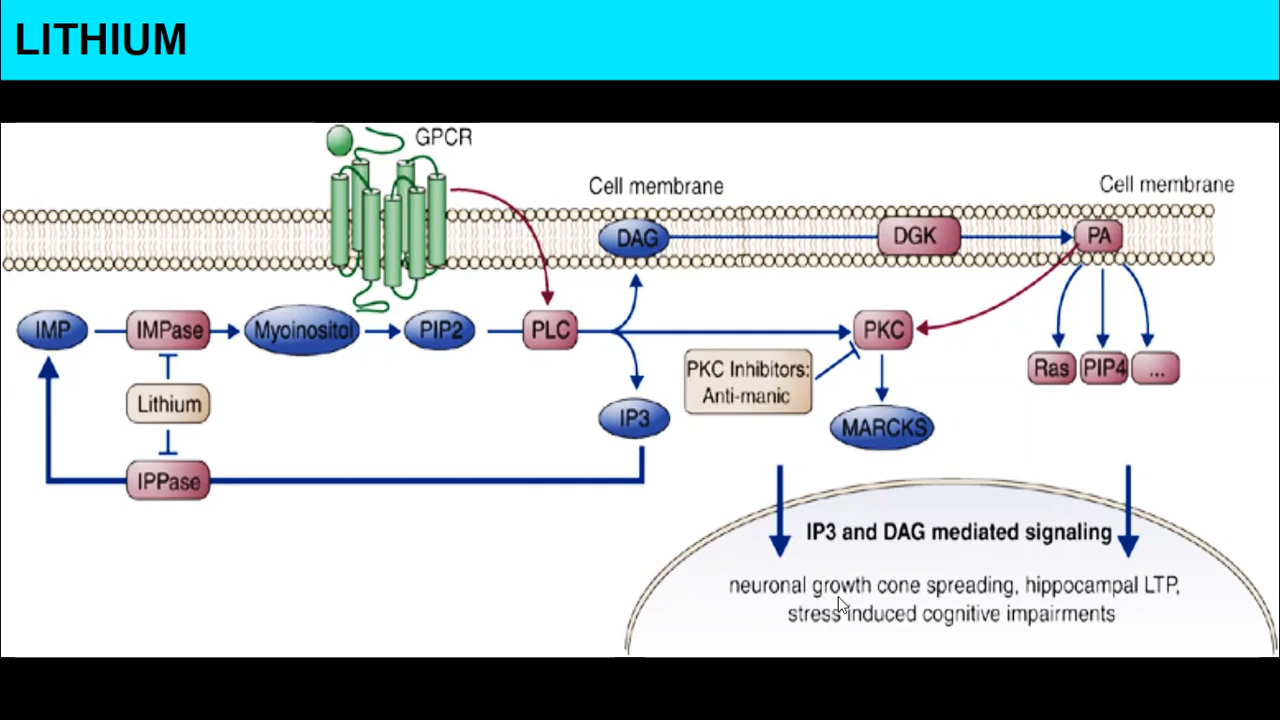 LITHIUM
GPCR
Cell membrane
Cell membrane
DAG
DGK
PA
IMP
IMPase
Myoinositol
PIP2
PLC
PKC
PKC Inhibitors:
Anti-manic
Ras
PIP4
...
Lithium
IP3
MARCKS
IPPase
IP3 and DAG mediated signaling
neuronal growth cone spreading, hippocampal LTP,
stress induced cognitive impairments